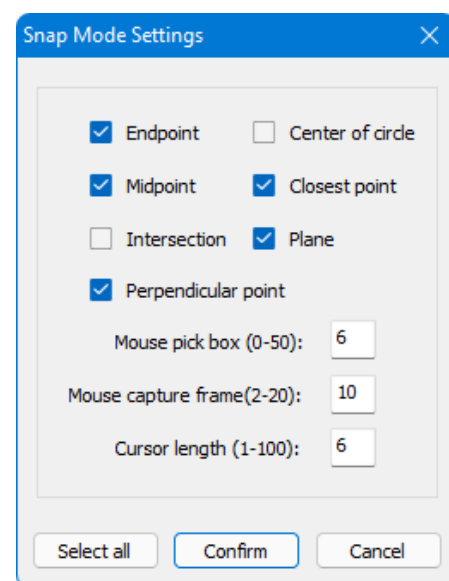 Snap Mode Settings
Endpoint Center of circle
Midpoint Closest point
Intersection Plane
Perpendicular point
Mouse pick box (0-50): 6
Mouse capture frame(2-20): 10
Cursor length (1-100): 6
Select all Confirm Cancel